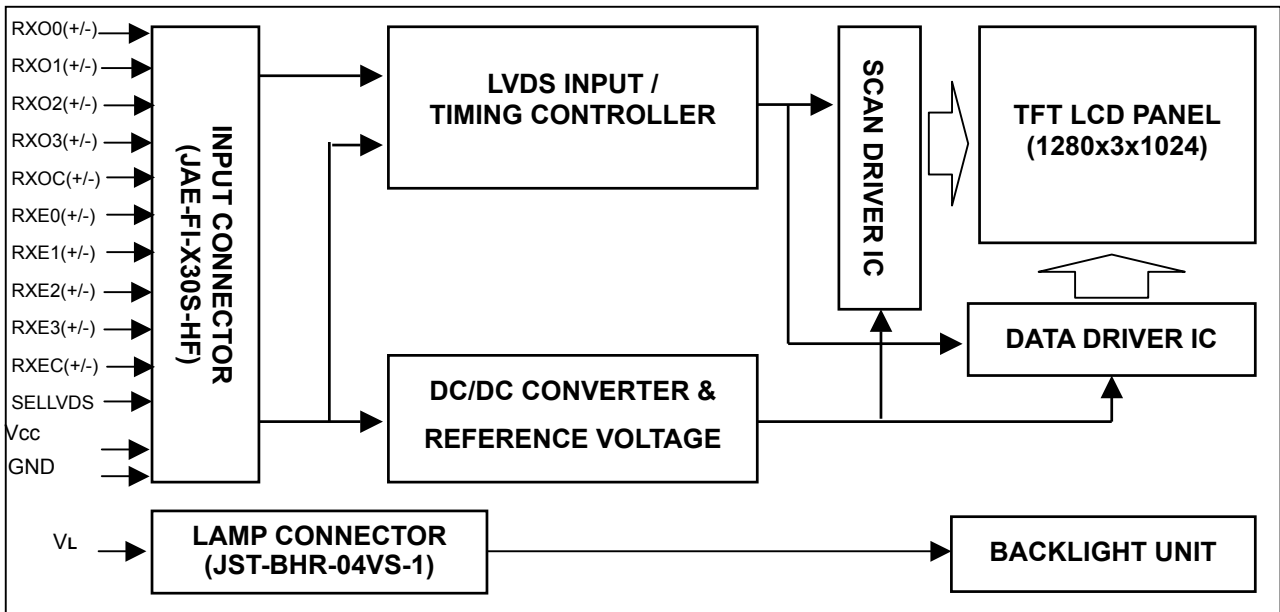 RXO0(+/-)
RXO1(+/-)
RXO2(+/-)
RXO3(+/-)
RXOC(+/-)
RXE0(+/-)
RXE1(+/-)
RXE2(+/-)
RXE3(+/-)
RXEC(+/-)
SELLVDS
Vcc
GND
INPUT CONNECTOR
(JAE-FI-X30S-HF)
LVDS INPUT /
TIMING CONTROLLER
SCAN DRIVER IC
TFT LCD PANEL
(1280x3x1024)
DATA DRIVER IC
DC/DC CONVERTER &
REFERENCE VOLTAGE
VL
LAMP CONNECTOR
(JST-BHR-04VS-1)
BACKLIGHT UNIT